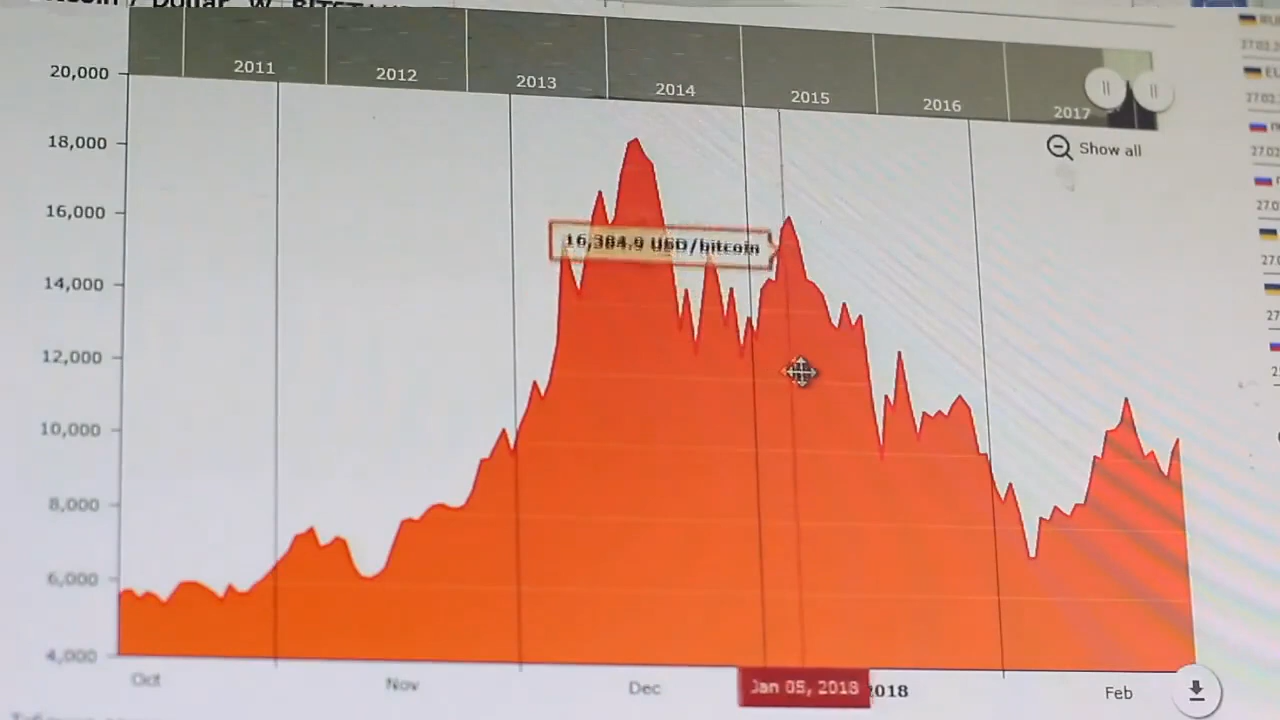 2011 2012 2013 2014 2015 2016 2017
Show all
20,000
18,000
16,000
14,000
12,000
10,000
8,000
6,000
4,000
16,384.9 USD/bitcoin
Oct Nov Dec Jan 05, 2018 2018 Feb